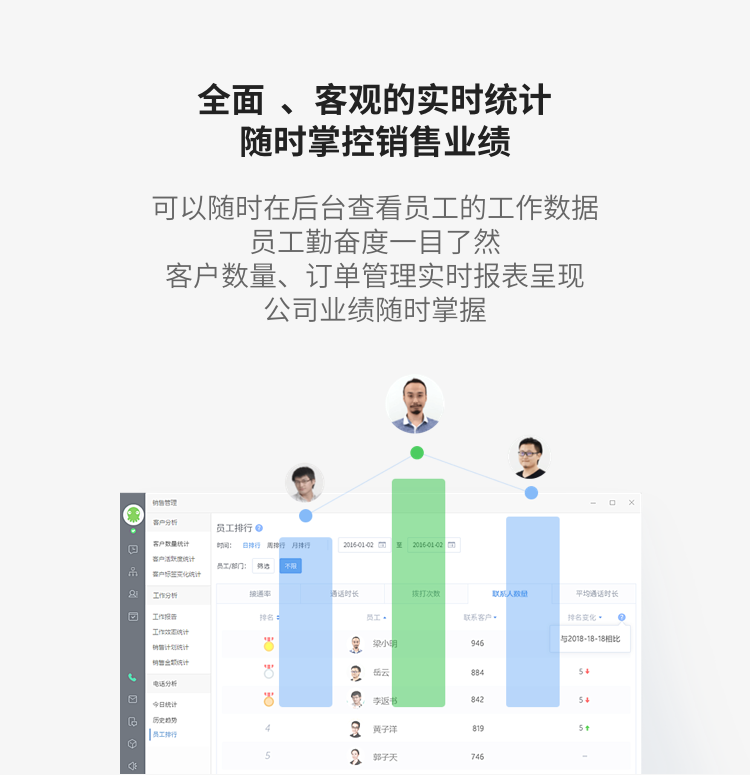 全面 、客观的实时统计
随时掌控销售业绩
可以随时在后台查看员工的工作数据
员工勤奋度一目了然
客户数量、订单管理实时报表呈现
公司业绩随时掌握
销售管理
客户分析
客户数量统计
客户活跃度统计
客户标签变化统计
工作分析
工作报告
工作效率统计
销售计划统计
销售金额统计
电话分析
今日统计
历史趋势
员工排行
员工排行 ?
时间: 日排行 周排行 月排行 2016-01-02 至 2016-01-02
员工/部门: 筛选 本周
接通率 通话时长 拨打次数 联系人数量 平均通话时长
排名 员工 联系客户 排名变化 ?
与2018-18-18相比
梁小明 946
岳云 884 5
李返书 842 5
4 黄子洋 819 5
5 郭子天 746 –